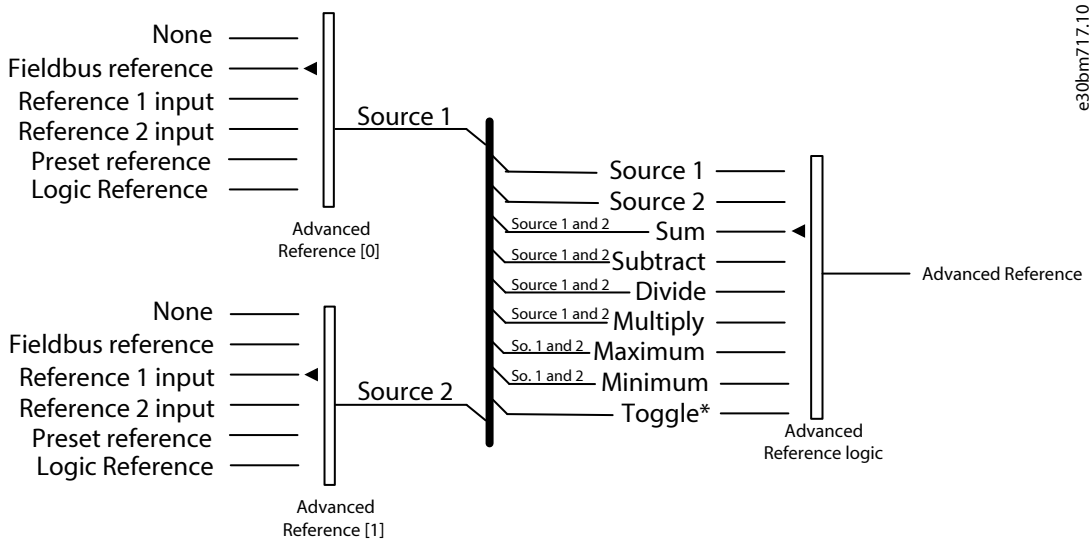 None
Fieldbus reference
Reference 1 input
Reference 2 input
Preset reference
Logic Reference
Advanced
Reference [0]
Source 1
None
Fieldbus reference
Reference 1 input
Reference 2 input
Preset reference
Logic Reference
Advanced
Reference [1]
Source 2
Source 1
Source 2
Source 1 and 2 Sum
Source 1 and 2 Subtract
Source 1 and 2 Divide
Source 1 and 2 Multiply
So. 1 and 2 Maximum
So. 1 and 2 Minimum
Toggle*
Advanced
Reference logic
Advanced Reference
e30bm717.10